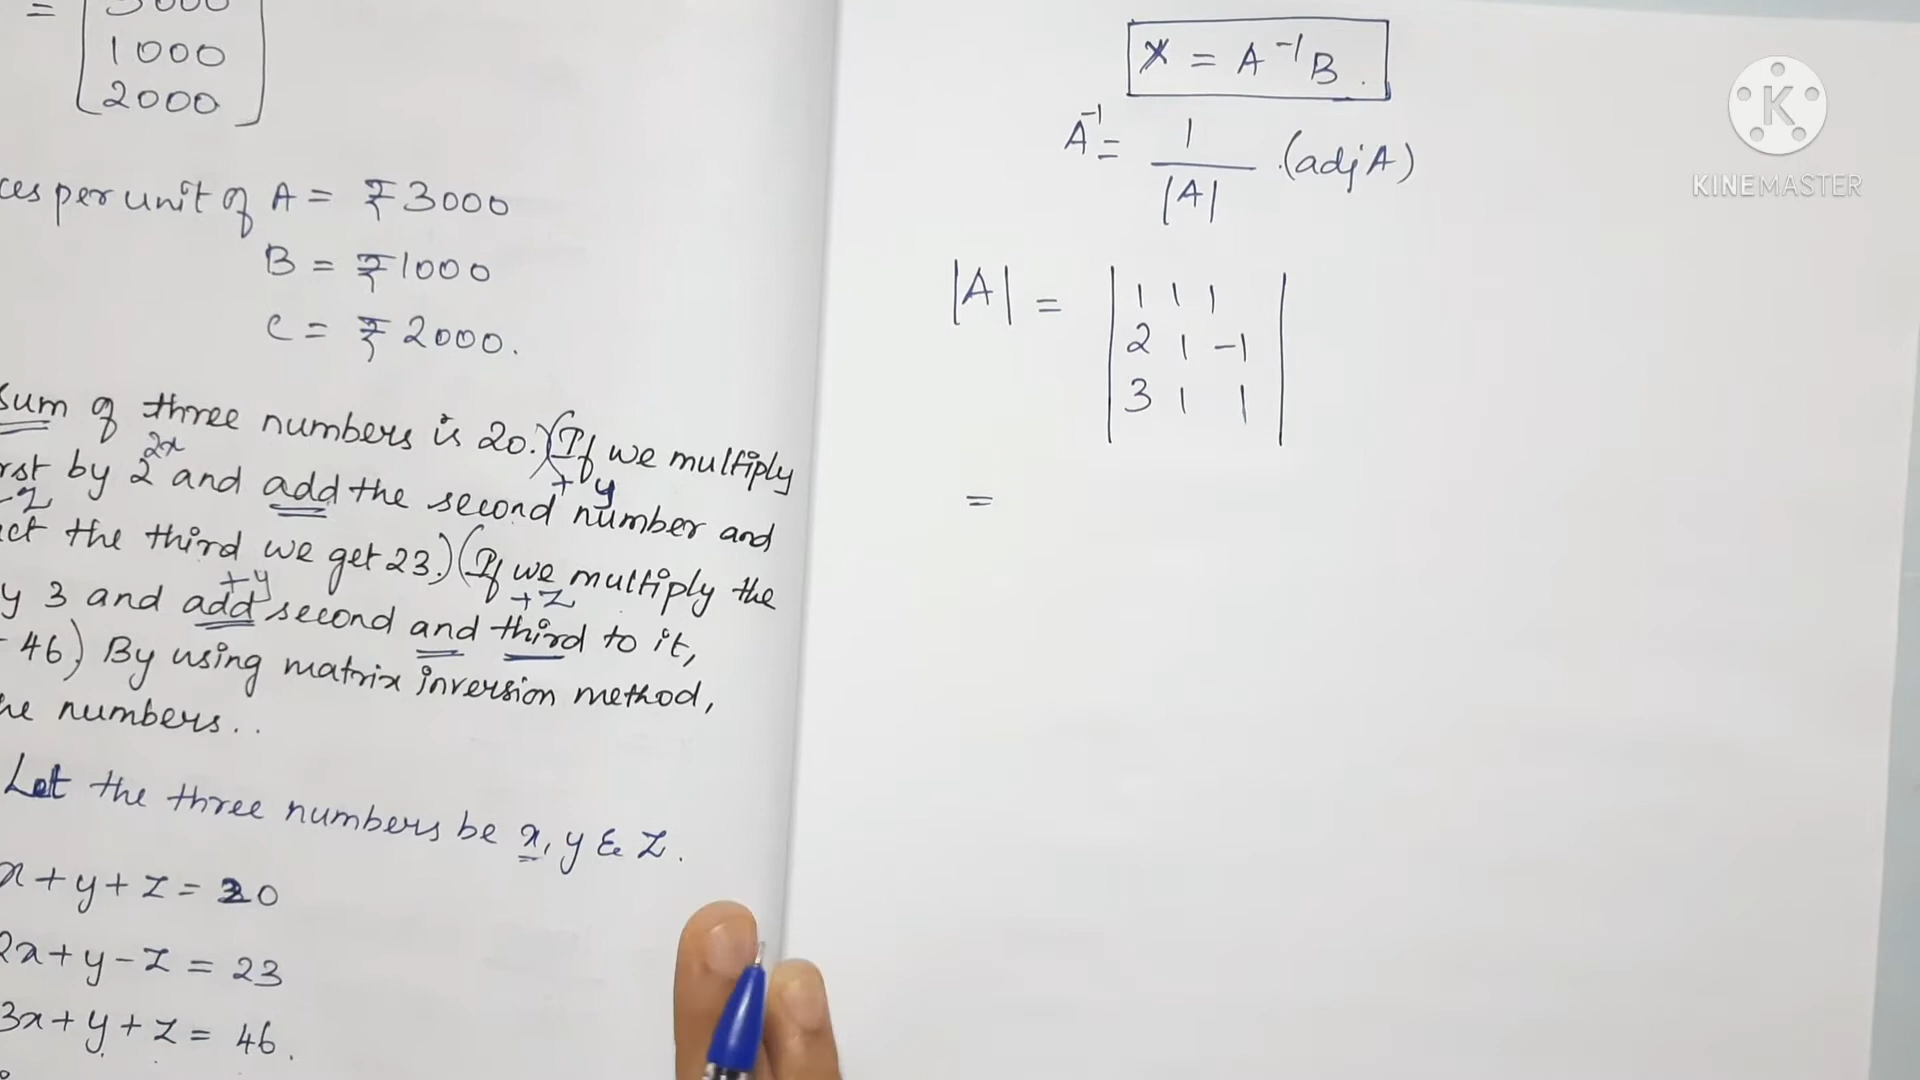 = [3000
1000
2000]
ces per unit of A = ₹3000
B = ₹1000
C = ₹2000.
sum of three numbers is 20.) (If we multiply
2x
rst by 2 and add the second number and
+ y
-z
ct the third we get 23.) (If we multiply the
+y
+z
y 3 and add second and third to it,
46) By using matrix inversion method,
he numbers..
Let the three numbers be x, y & z.
x + y + z = 20
2x + y - z = 23
3x + y + z = 46.
X = A⁻¹B.
A⁻¹ = 1/|A| .(adj A)
|A| = | 1 1 1 |
| 2 1 -1 |
| 3 1 1 |
=
K
KINEMASTER